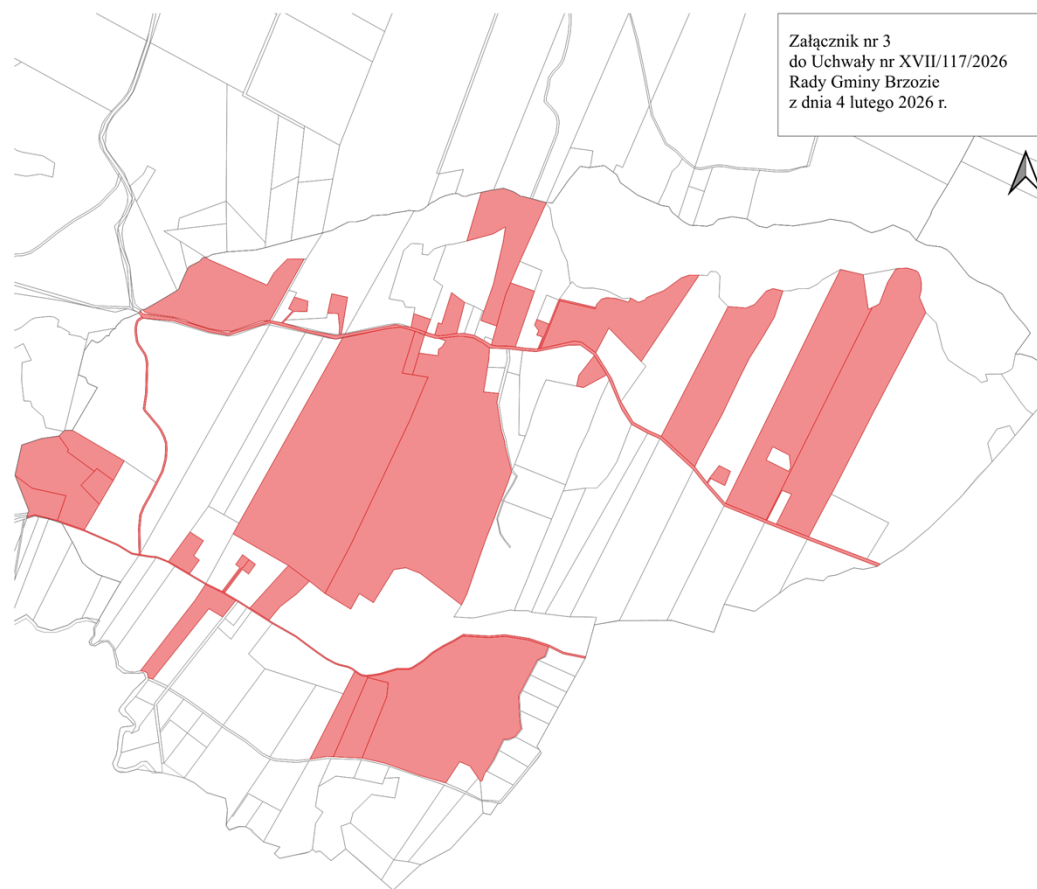 Załącznik nr 3
do Uchwały nr XVII/117/2026
Rady Gminy Brzozie
z dnia 4 lutego 2026 r.